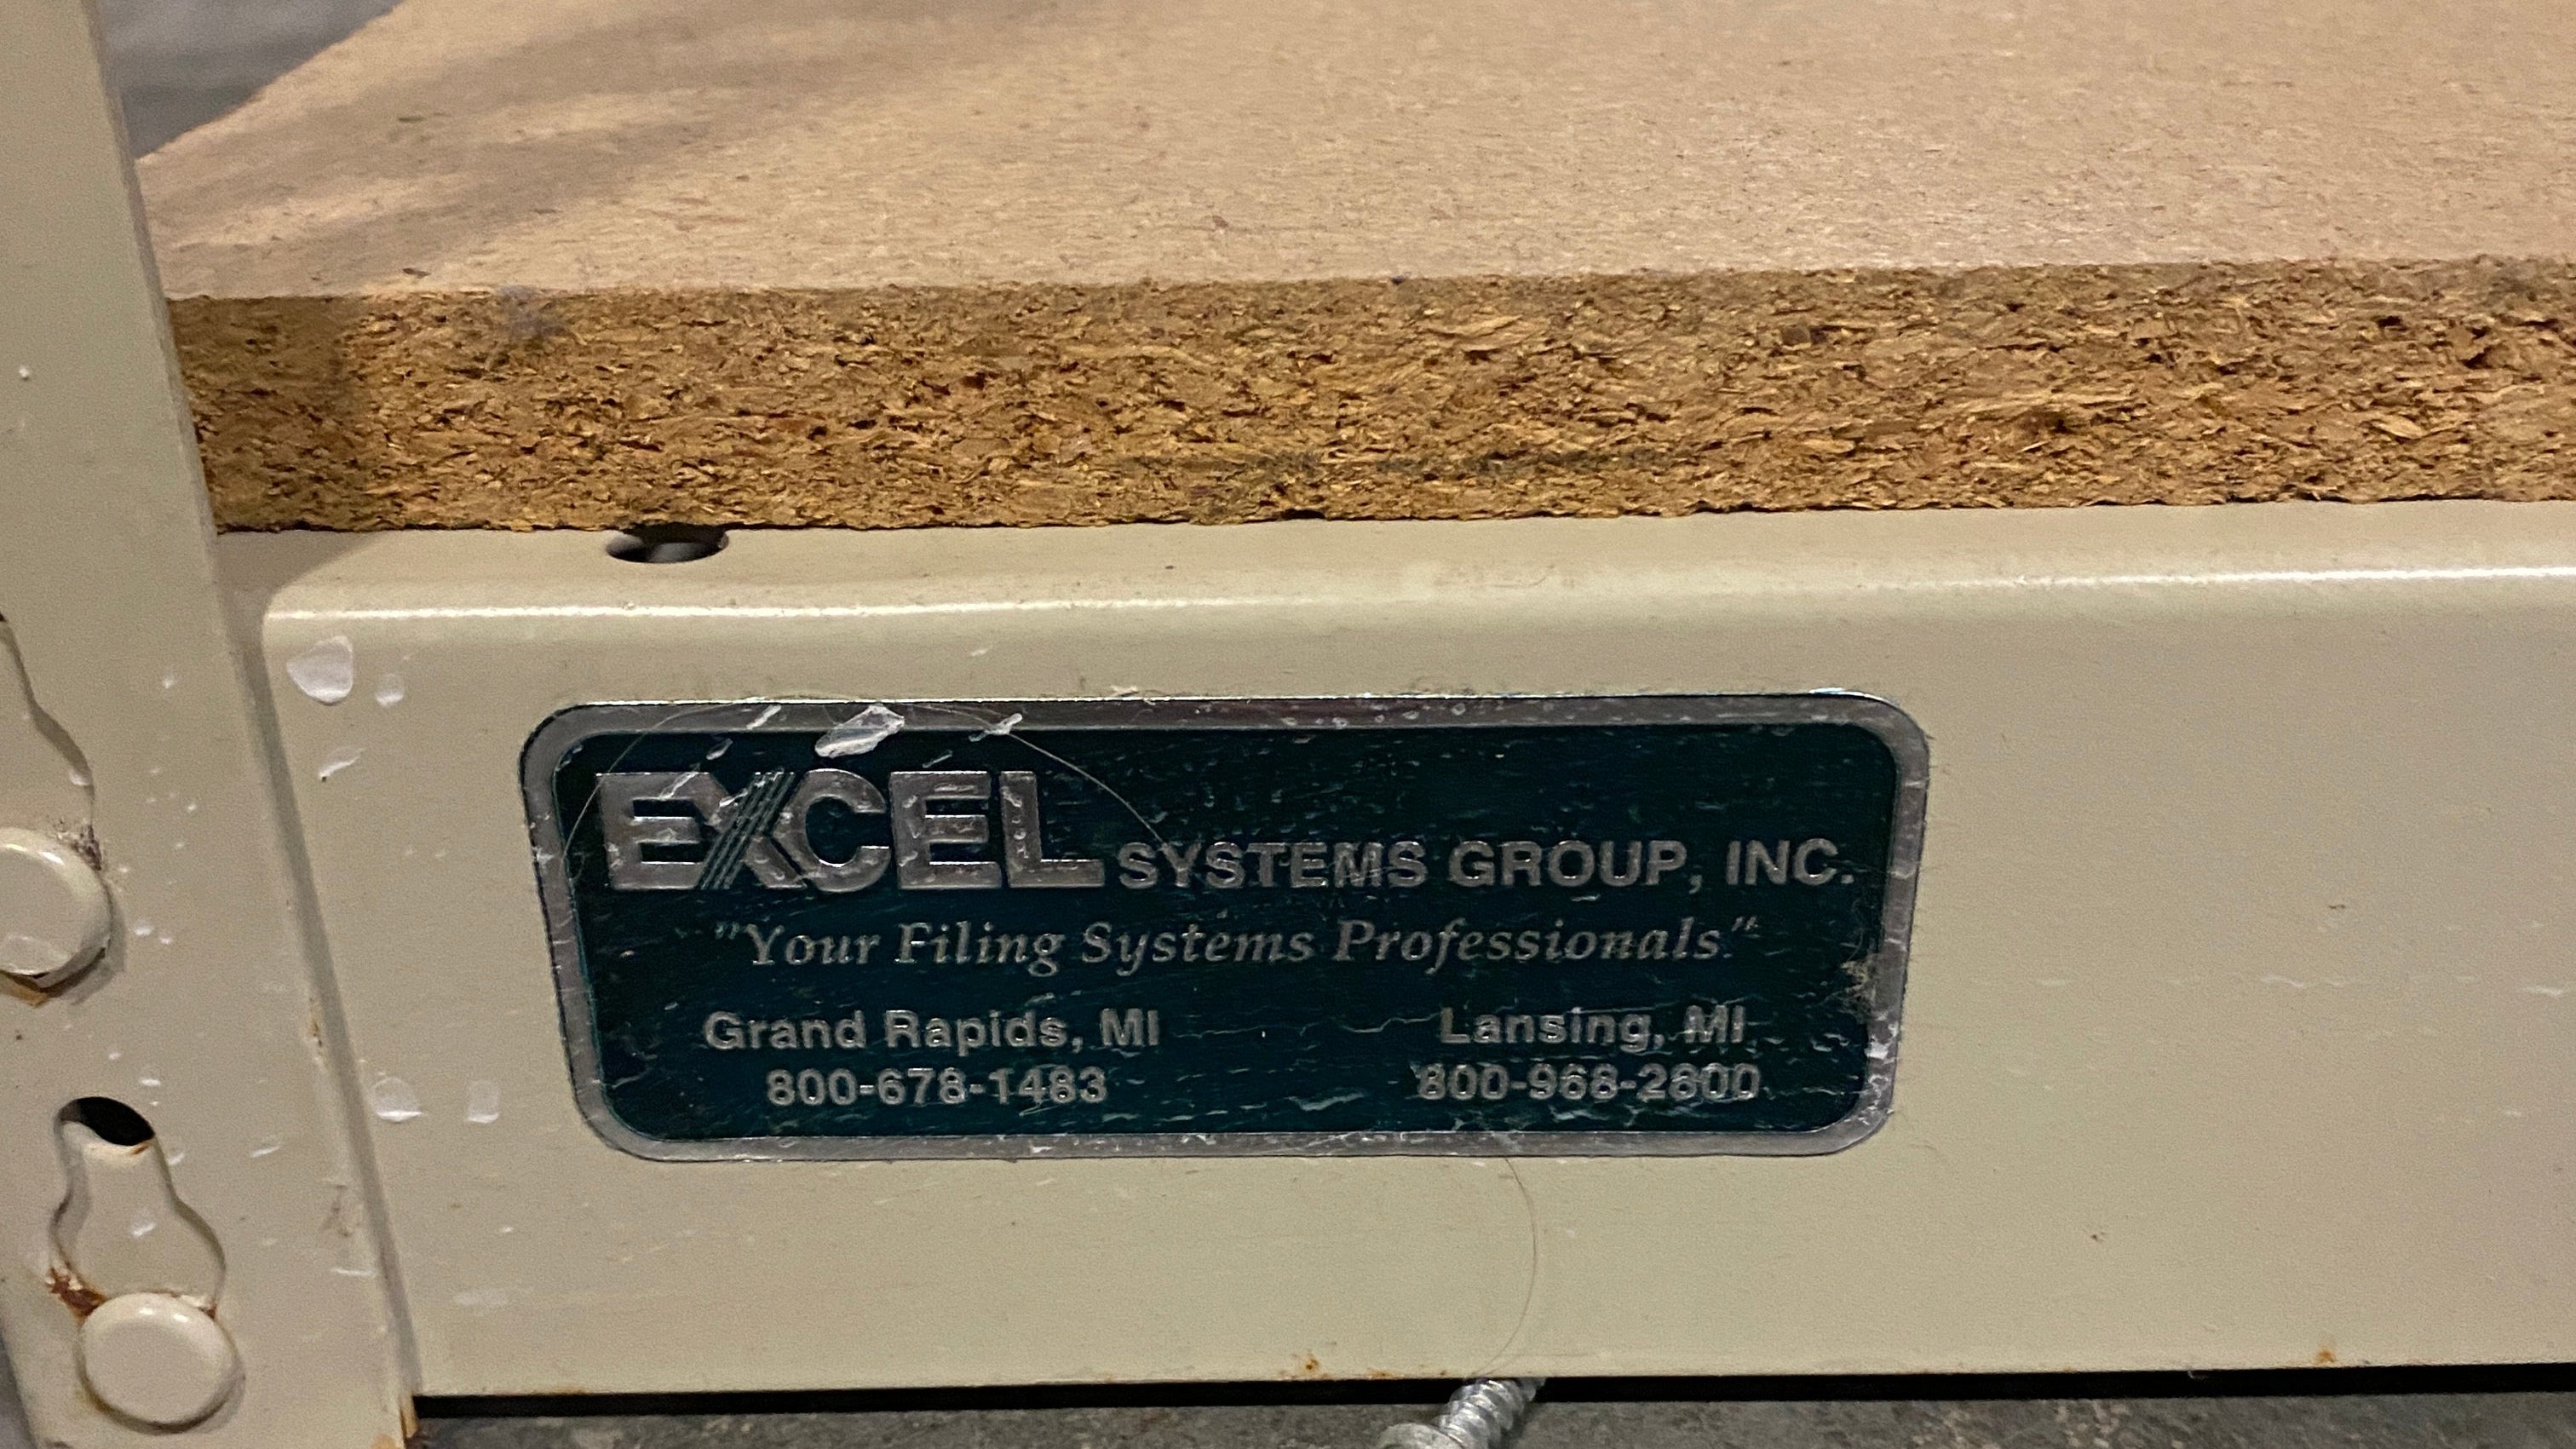 EXCEL SYSTEMS GROUP, INC.
"Your Filing Systems Professionals"
Grand Rapids, MI Lansing, MI
800-678-1483 800-968-2600